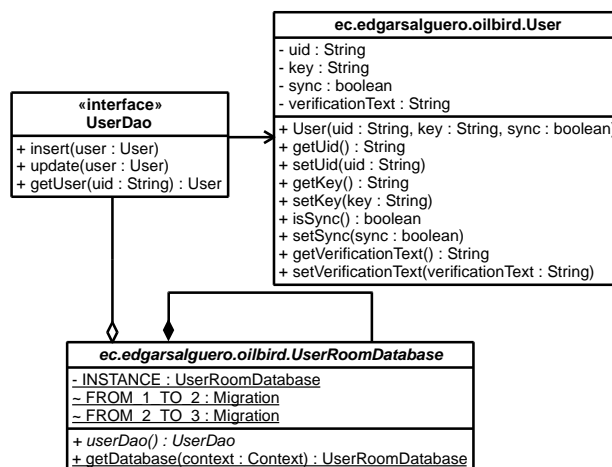 ec.edgarsalguero.oilbird.User
- uid : String
- key : String
- sync : boolean
- verificationText : String
+ User(uid : String, key : String, sync : boolean)
+ getUid() : String
+ setUid(uid : String)
+ getKey() : String
+ setKey(key : String)
+ isSync() : boolean
+ setSync(sync : boolean)
+ getVerificationText() : String
+ setVerificationText(verificationText : String)
«interface»
UserDao
+ insert(user : User)
+ update(user : User)
+ getUser(uid : String) : User
ec.edgarsalguero.oilbird.UserRoomDatabase
- INSTANCE : UserRoomDatabase
~ FROM_1_TO_2 : Migration
~ FROM_2_TO_3 : Migration
+ userDao() : UserDao
+ getDatabase(context : Context) : UserRoomDatabase